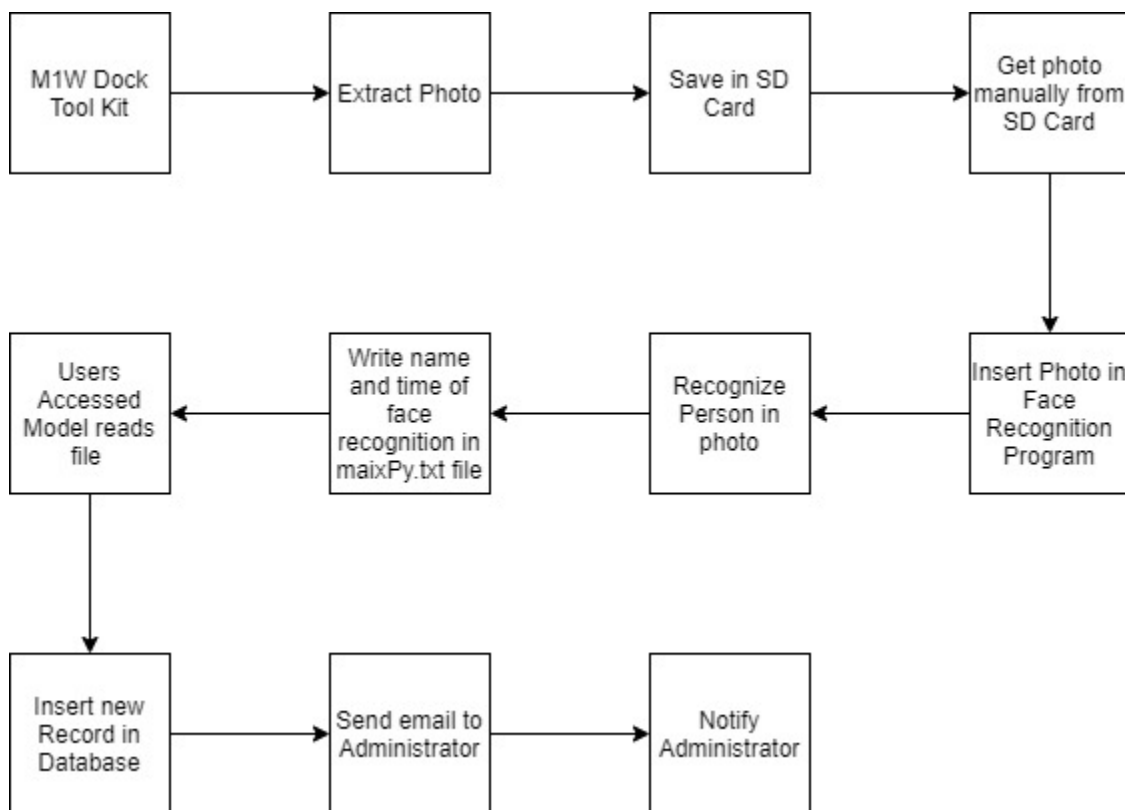 M1W Dock
Tool Kit
Extract Photo
Save in SD
Card
Get photo
manually from
SD Card
Insert Photo in
Face
Recognition
Program
Recognize
Person in
photo
Write name
and time of
face
recognition in
maixPy.txt file
Users
Accessed
Model reads
file
Insert new
Record in
Database
Send email to
Administrator
Notify
Administrator